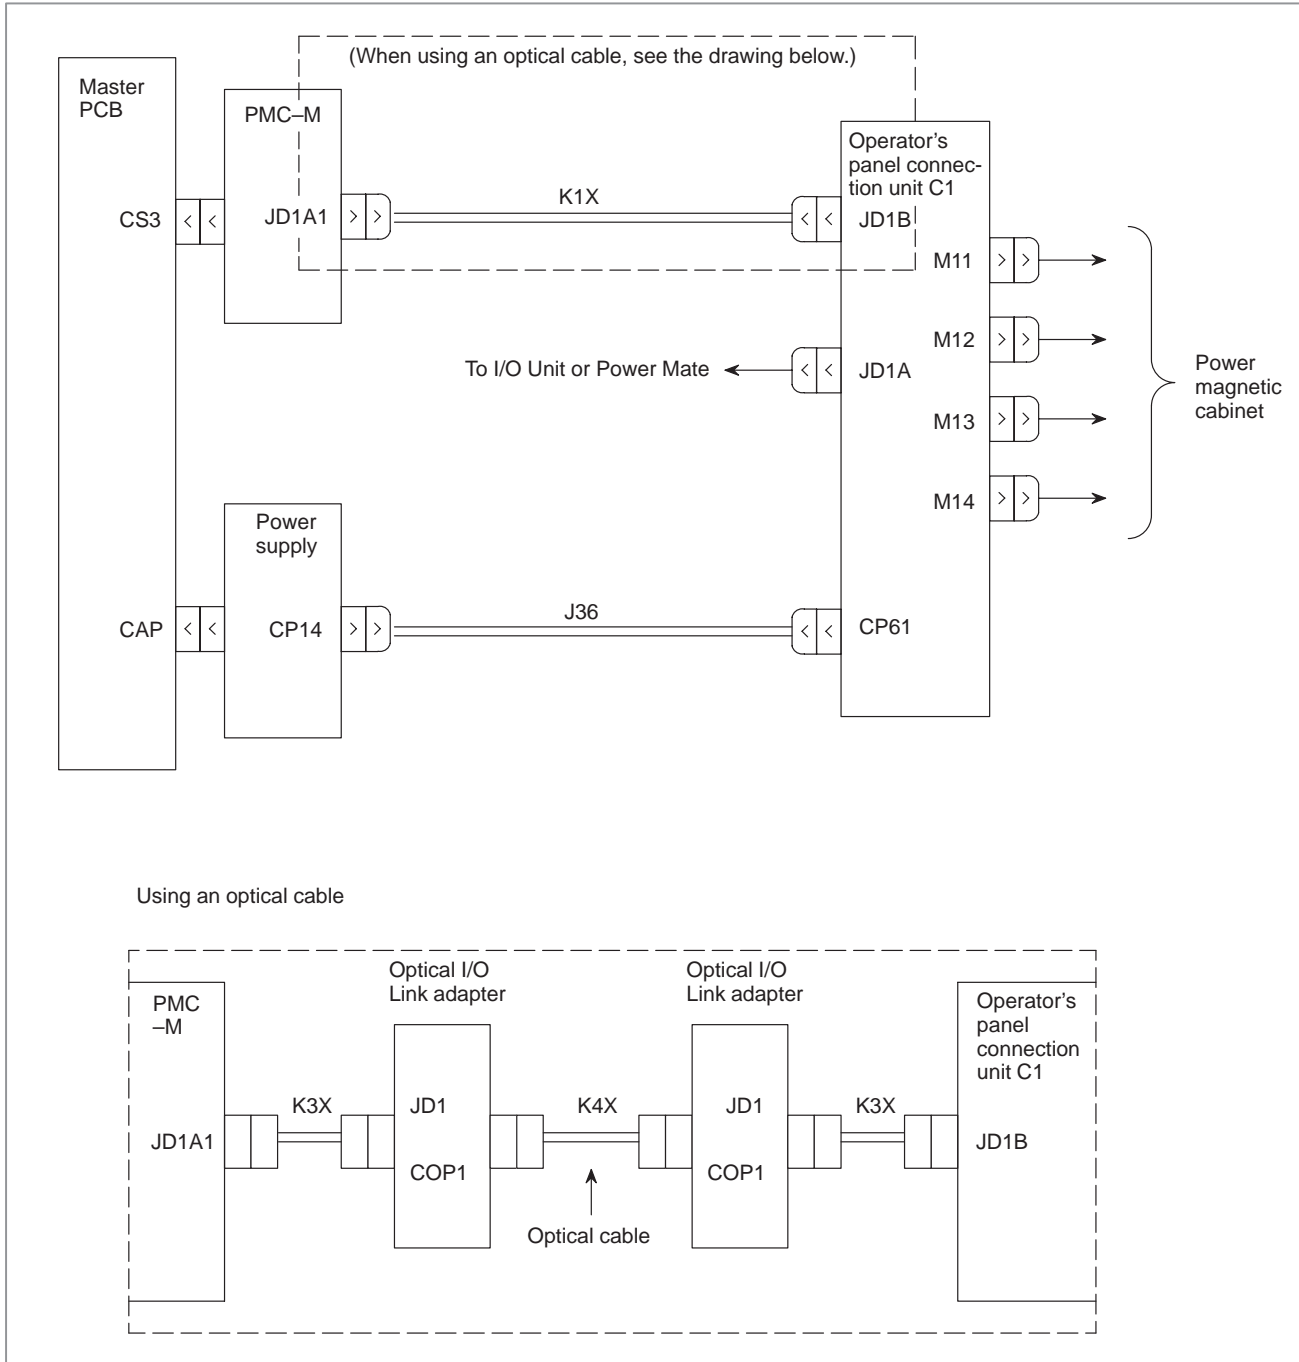 (When using an optical cable, see the drawing below.)
Master
PCB
PMC–M
Operator's
panel connec-
tion unit C1
CS3
JD1A1
K1X
JD1B
M11
M12
To I/O Unit or Power Mate
JD1A
Power
magnetic
cabinet
M13
M14
Power
supply
CAP
CP14
J36
CP61
Using an optical cable
Optical I/O
Link adapter
Optical I/O
Link adapter
PMC
–M
Operator's
panel
connection
unit C1
K3X
JD1
K4X
JD1
K3X
JD1A1
JD1B
COP1
COP1
Optical cable